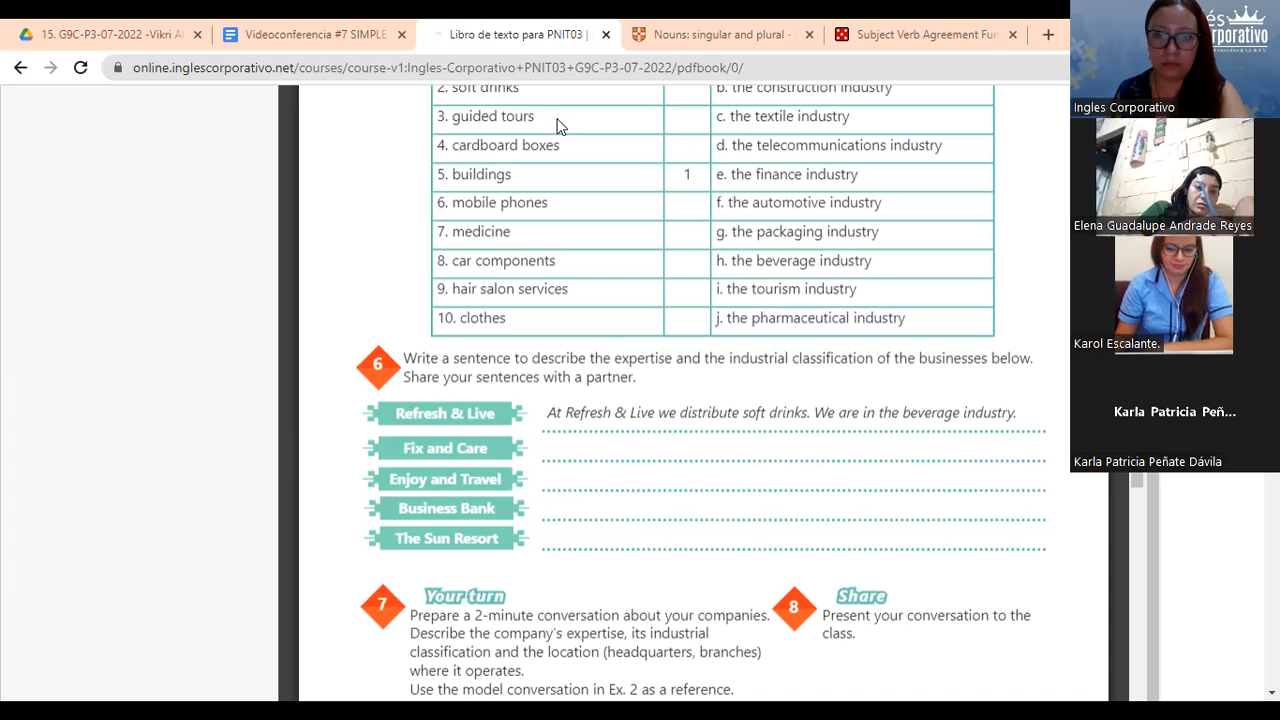 15. G9C-P3-07-2022 -Vikri A
Videoconferencia #7 SIMPLE
Libro de texto para PNIT03 |
Nouns: singular and plural -
Subject Verb Agreement Fun
online.inglescorporativo.net/courses/course-v1:Ingles-Corporativo+PNIT03+G9C-P3-07-2022/pdfbook/0/
2. soft drinks
b. the construction industry
3. guided tours
c. the textile industry
4. cardboard boxes
d. the telecommunications industry
5. buildings
1
e. the finance industry
6. mobile phones
f. the automotive industry
7. medicine
g. the packaging industry
8. car components
h. the beverage industry
9. hair salon services
i. the tourism industry
10. clothes
j. the pharmaceutical industry
6
Write a sentence to describe the expertise and the industrial classification of the businesses below.
Share your sentences with a partner.
Refresh & Live
At Refresh & Live we distribute soft drinks. We are in the beverage industry.
Fix and Care
Enjoy and Travel
Business Bank
The Sun Resort
7
Your turn
Prepare a 2-minute conversation about your companies.
Describe the company's expertise, its industrial
classification and the location (headquarters, branches)
where it operates.
Use the model conversation in Ex. 2 as a reference.
8
Share
Present your conversation to the
class.
Ingles Corporativo
Elena Guadalupe Andrade Reyes
Karol Escalante.
Karla Patricia Peñ...
Karla Patricia Peñate Dávila